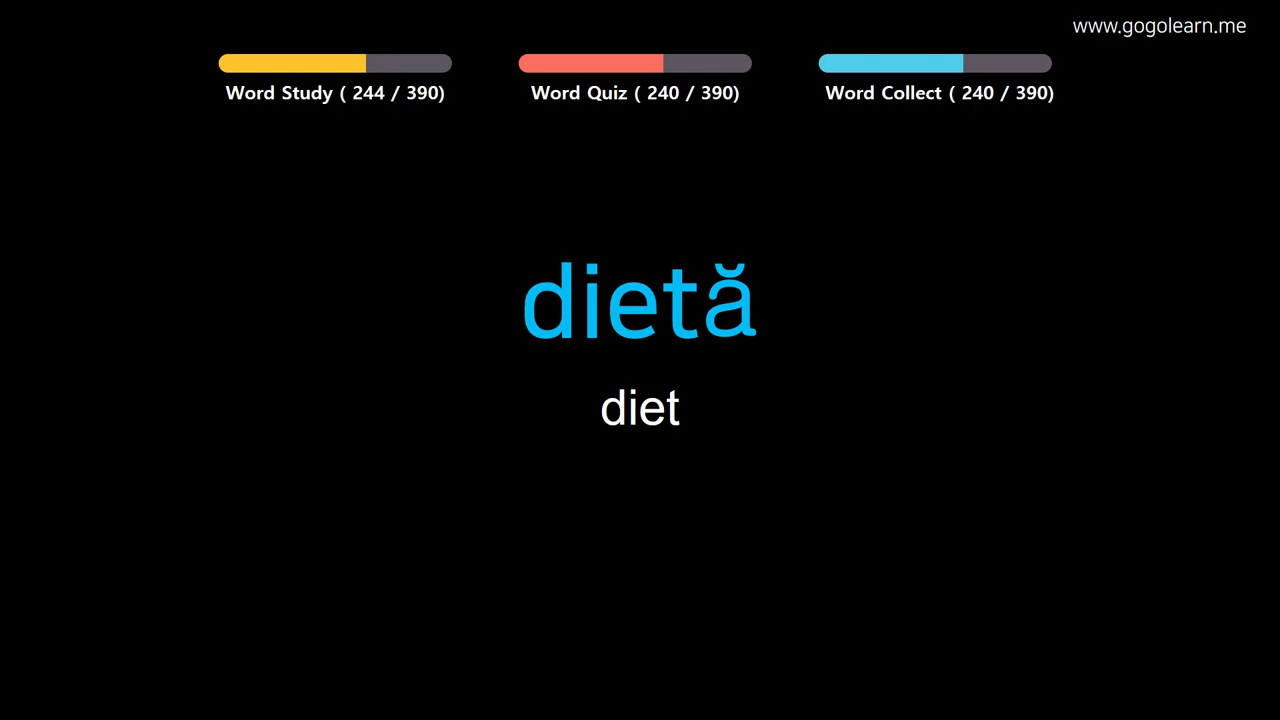 www.gogolearn.me
Word Study ( 244 / 390)
Word Quiz ( 240 / 390)
Word Collect ( 240 / 390)
dietă
diet